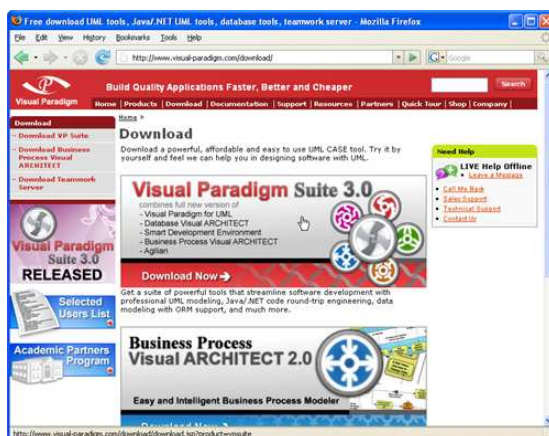 Free download UML tools, Java/.NET UML tools, database tools, teamwork server - Mozilla Firefox
File Edit View History Bookmarks Tools Help
http://www.visual-paradigm.com/download/
Google
Visual Paradigm
Build Quality Applications Faster, Better and Cheaper
Search
Home | Products | Download | Documentation | Support | Resources | Partners | Quick Tour | Shop | Company |
Download
Download VP Suite
Download Business
Process Visual
ARCHITECT
Download Teamwork
Server
Visual Paradigm
Suite 3.0
RELEASED
Selected
Users List
Academic Partners
Program
Home »
Download
Download a powerful, affordable and easy to use UML CASE tool. Try it by
yourself and feel we can help you in designing software with UML.
Visual Paradigm Suite 3.0
combines full new version of
- Visual Paradigm for UML
- Database Visual ARCHITECT
- Smart Development Environment
- Business Process Visual ARCHITECT
- Agilian
Download Now
Get a suite of powerful tools that streamline software development with
professional UML modeling, Java/.NET code round-trip engineering, data
modeling with ORM support, and much more.
Business Process
Visual ARCHITECT 2.0
Easy and Intelligent Business Process Modeler
Download Now
Need Help
LIVE Help Offline
Leave a Message
Call Me Back
Sales Support
Technical Support
Contact Us
http://www.visual-paradigm.com/download/download.jsp?product=vpsuite